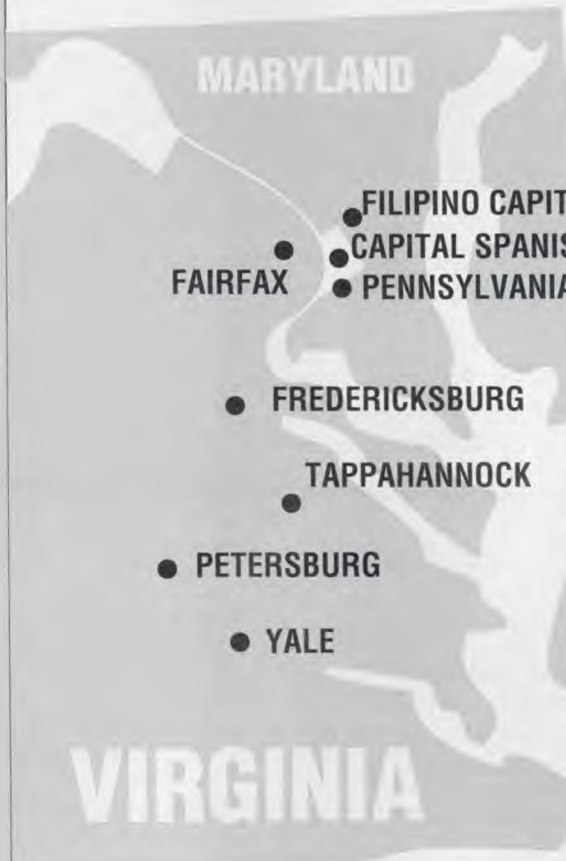 MARYLAND
FILIPINO CAPIT
CAPITAL SPANIS
FAIRFAX
PENNSYLVANIA
FREDERICKSBURG
TAPPAHANNOCK
PETERSBURG
YALE
VIRGINIA